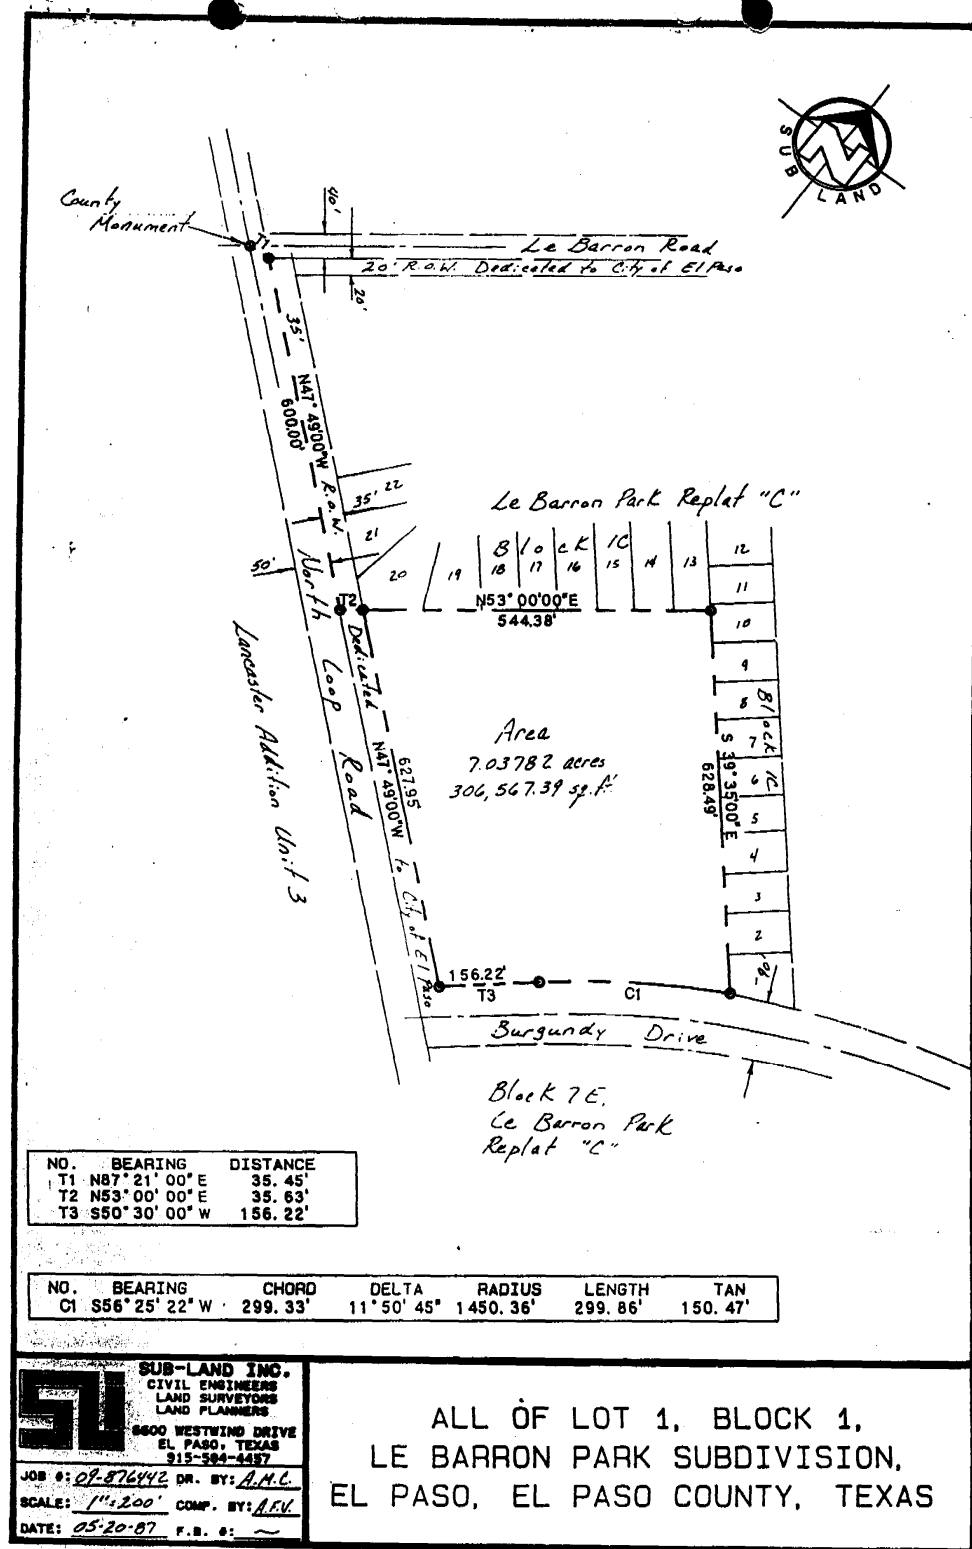 SUB LAND
County
Monument
T1
40'
Le Barron Road
20' R.O.W. Dedicated to City of El Paso
20'
35'
N47° 49'00"W
600.00'
R.O.W.
35'
22
21
50'
North Loop Road
Le Barron Park Replat "C"
Block 1C
20
19
18
17
16
15
14
13
12
11
10
9
8
7
6
5
4
3
2
Block 1C
T2
N53° 00'00"E
544.38'
Dedicated
to City of El Paso
Lancaster Addition Unit 3
627.95
N47° 49'00"W
Area
7.03782 acres
306,567.39 sq.ft.
S 39° 35'00" E
628.49'
156.22'
T3
C1
90'
Burgundy Drive
Block 7E,
Le Barron Park
Replat "C"
NO. BEARING DISTANCE
T1 N87° 21' 00" E 35.45'
T2 N53° 00' 00" E 35.63'
T3 S50° 30' 00" W 156.22'
NO. BEARING CHORD DELTA RADIUS LENGTH TAN
C1 S56° 25' 22" W 299.33' 11° 50' 45" 1450.36' 299.86' 150.47'
SUB-LAND INC.
CIVIL ENGINEERS
LAND SURVEYORS
LAND PLANNERS
6600 WESTWIND DRIVE
EL PASO, TEXAS
915-584-4457
JOB #: 09-876442 DR. BY: A.M.C.
SCALE: 1"=200' COMP. BY: A.F.V.
DATE: 05-20-87 F.B. #: ~
ALL OF LOT 1, BLOCK 1,
LE BARRON PARK SUBDIVISION,
EL PASO, EL PASO COUNTY, TEXAS